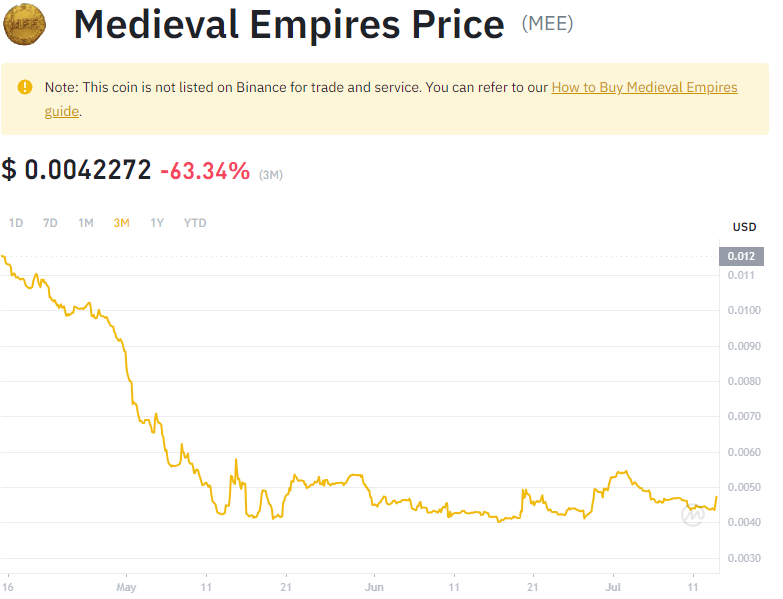 MEE
Medieval Empires Price (MEE)
Note: This coin is not listed on Binance for trade and service. You can refer to our How to Buy Medieval Empires
guide.
$ 0.0042272 -63.34% (3M)
1D 7D 1M 3M 1Y YTD
USD
0.012
0.011
0.0100
0.0090
0.0080
0.0070
0.0060
0.0050
0.0040
0.0030
16 May 11 21 Jun 11 21 Jul 11